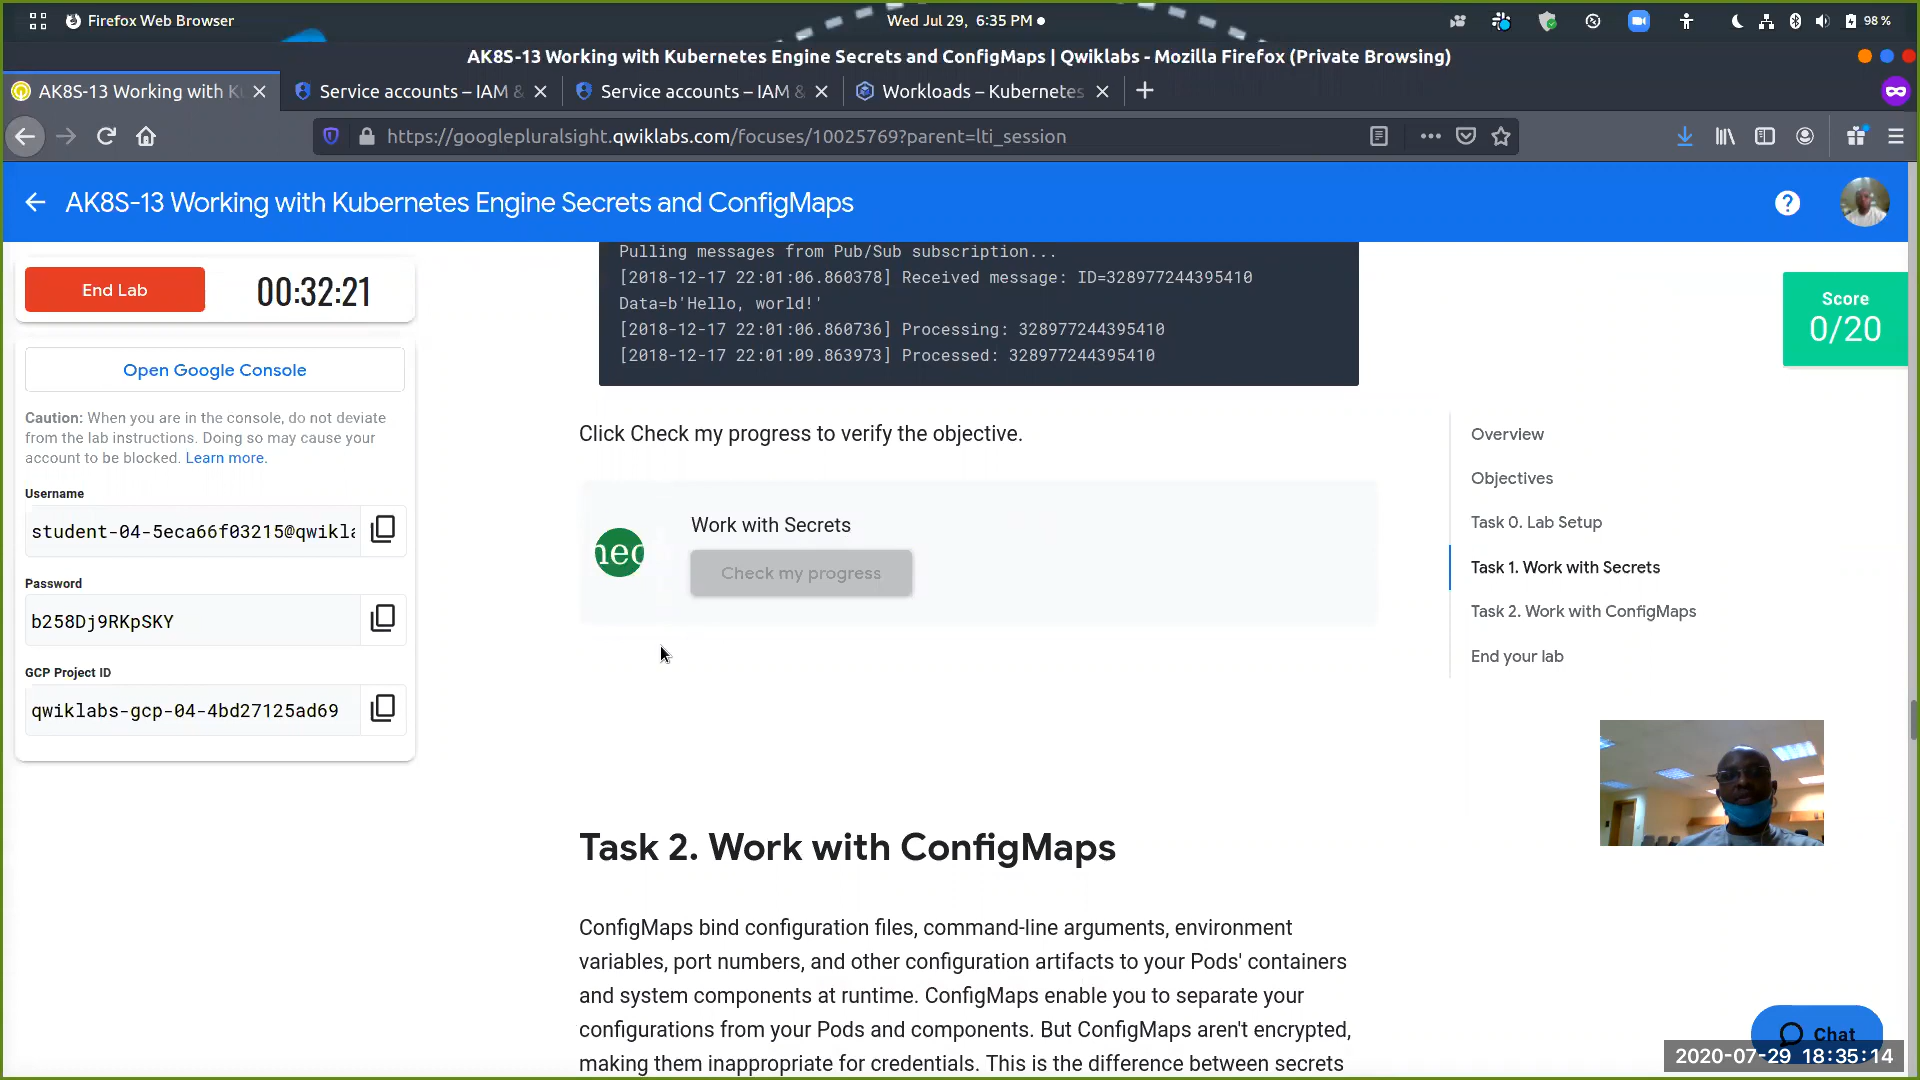 Firefox Web Browser
Wed Jul 29, 6:35 PM
98 %
AK8S-13 Working with Kubernetes Engine Secrets and ConfigMaps | Qwiklabs - Mozilla Firefox (Private Browsing)
AK8S-13 Working with Ku
Service accounts – IAM &
Service accounts – IAM &
Workloads – Kubernetes
https://googlepluralsight.qwiklabs.com/focuses/10025769?parent=lti_session
AK8S-13 Working with Kubernetes Engine Secrets and ConfigMaps
End Lab
00:32:21
Open Google Console
Caution: When you are in the console, do not deviate
from the lab instructions. Doing so may cause your
account to be blocked. Learn more.
Username
student-04-5eca66f03215@qwikla
Password
b258Dj9RKpSKY
GCP Project ID
qwiklabs-gcp-04-4bd27125ad69
Pulling messages from Pub/Sub subscription...
[2018-12-17 22:01:06.860378] Received message: ID=328977244395410
Data=b'Hello, world!'
[2018-12-17 22:01:06.860736] Processing: 328977244395410
[2018-12-17 22:01:09.863973] Processed: 328977244395410
Click Check my progress to verify the objective.
Work with Secrets
Check my progress
Task 2. Work with ConfigMaps
ConfigMaps bind configuration files, command-line arguments, environment
variables, port numbers, and other configuration artifacts to your Pods' containers
and system components at runtime. ConfigMaps enable you to separate your
configurations from your Pods and components. But ConfigMaps aren't encrypted,
making them inappropriate for credentials. This is the difference between secrets
Score
0/20
Overview
Objectives
Task 0. Lab Setup
Task 1. Work with Secrets
Task 2. Work with ConfigMaps
End your lab
Chat
2020-07-29 18:35:14